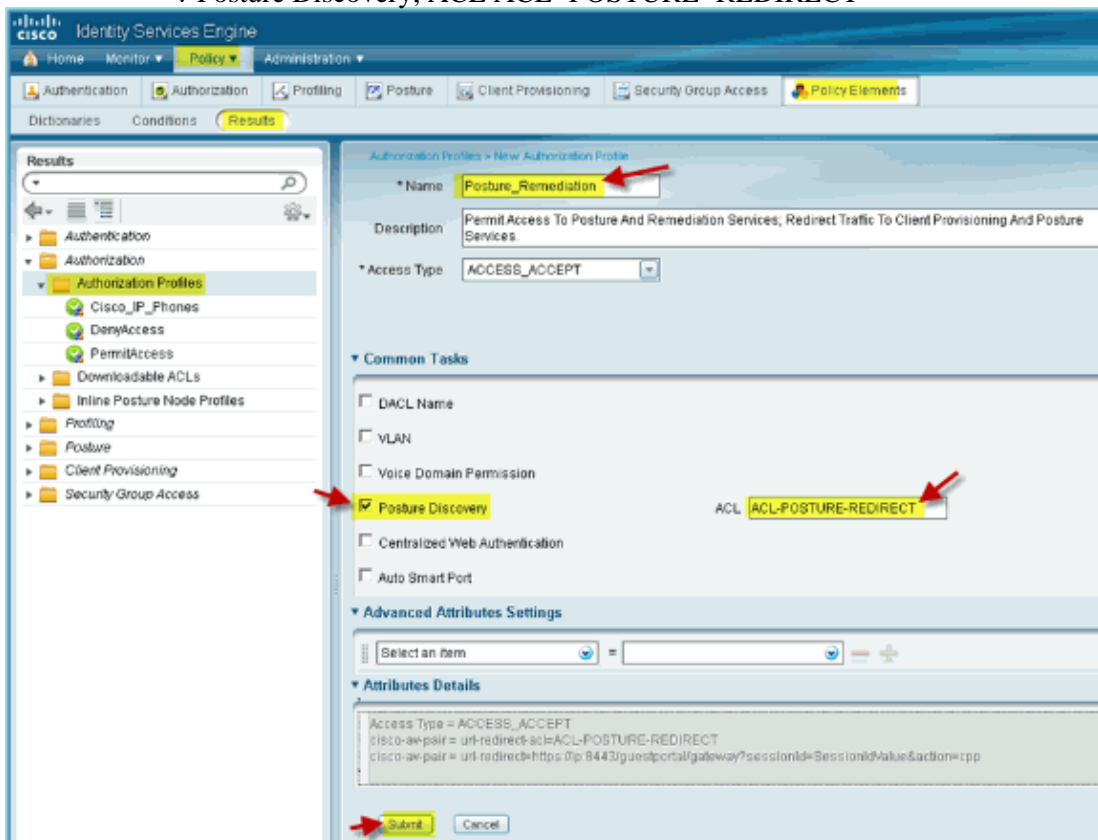 : Posture Discovery, ACL ACL-POSTURE-REDIRECT
cisco Identity Services Engine
Home Monitor Policy Administration
Authentication Authorization Profiling Posture Client Provisioning Security Group Access Policy Elements
Dictionaries Conditions Results
Results
Authentication
Authorization
Authorization Profiles
Cisco_IP_Phones
DenyAccess
PermitAccess
Downloadable ACLs
Inline Posture Node Profiles
Profiling
Posture
Client Provisioning
Security Group Access
Authorization Profiles > New Authorization Profile
* Name Posture_Remediation
Description Permit Access To Posture And Remediation Services; Redirect Traffic To Client Provisioning And Posture
Services.
* Access Type ACCESS_ACCEPT
Common Tasks
DACL Name
VLAN
Voice Domain Permission
Posture Discovery ACL ACL-POSTURE-REDIRECT
Centralized Web Authentication
Auto Smart Port
Advanced Attributes Settings
Select an item =
Attributes Details
Access Type = ACCESS_ACCEPT
cisco-av-pair = url-redirect-acl=ACL-POSTURE-REDIRECT
cisco-av-pair = url-redirect=https://ip:8443/guestportal/gateway?sessionId=SessionIdValue&action=cpp
Submit Cancel